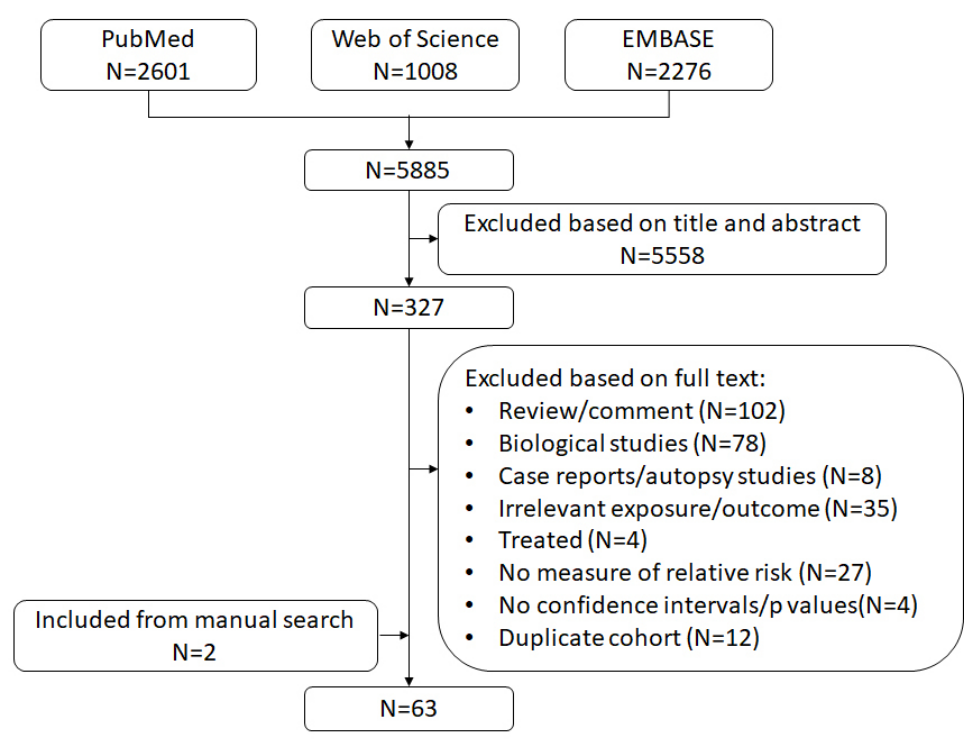 PubMed
N=2601
Web of Science
N=1008
EMBASE
N=2276
N=5885
Excluded based on title and abstract
N=5558
N=327
Excluded based on full text:
• Review/comment (N=102)
• Biological studies (N=78)
• Case reports/autopsy studies (N=8)
• Irrelevant exposure/outcome (N=35)
• Treated (N=4)
• No measure of relative risk (N=27)
• No confidence intervals/p values(N=4)
• Duplicate cohort (N=12)
Included from manual search
N=2
N=63